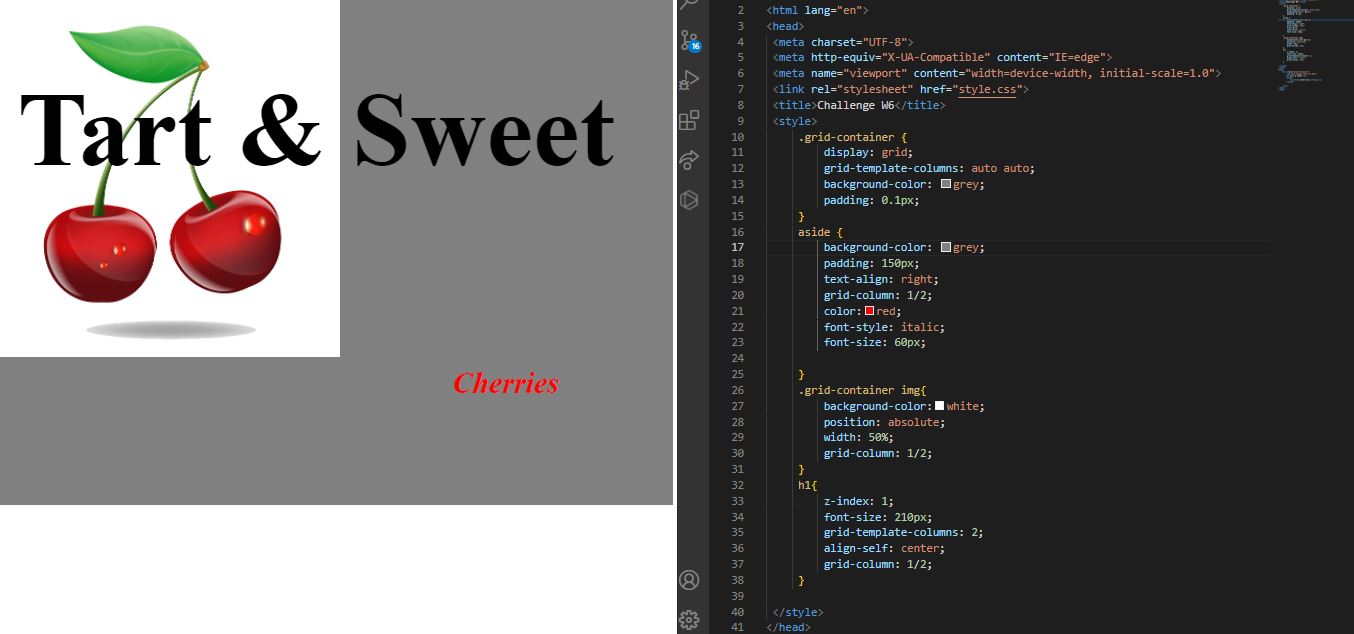 Tart & Sweet
Cherries
16
2 <html lang="en">
3 <head>
4 <meta charset="UTF-8">
5 <meta http-equiv="X-UA-Compatible" content="IE=edge">
6 <meta name="viewport" content="width=device-width, initial-scale=1.0">
7 <link rel="stylesheet" href="style.css">
8 <title>Challenge W6</title>
9 <style>
10 .grid-container {
11 display: grid;
12 grid-template-columns: auto auto;
13 background-color: grey;
14 padding: 0.1px;
15 }
16 aside {
17 background-color: grey;
18 padding: 150px;
19 text-align: right;
20 grid-column: 1/2;
21 color:red;
22 font-style: italic;
23 font-size: 60px;
24
25 }
26 .grid-container img{
27 background-color:white;
28 position: absolute;
29 width: 50%;
30 grid-column: 1/2;
31 }
32 h1{
33 z-index: 1;
34 font-size: 210px;
35 grid-template-columns: 2;
36 align-self: center;
37 grid-column: 1/2;
38 }
39
40 </style>
41 </head>